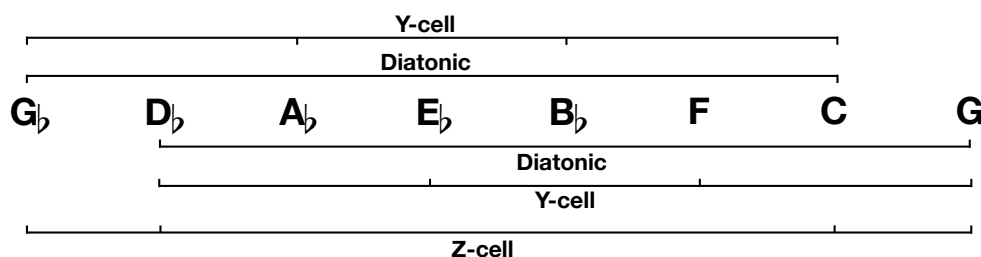 Y-cell
Diatonic
G♭ D♭ A♭ E♭ B♭ F C G
Diatonic
Y-cell
Z-cell